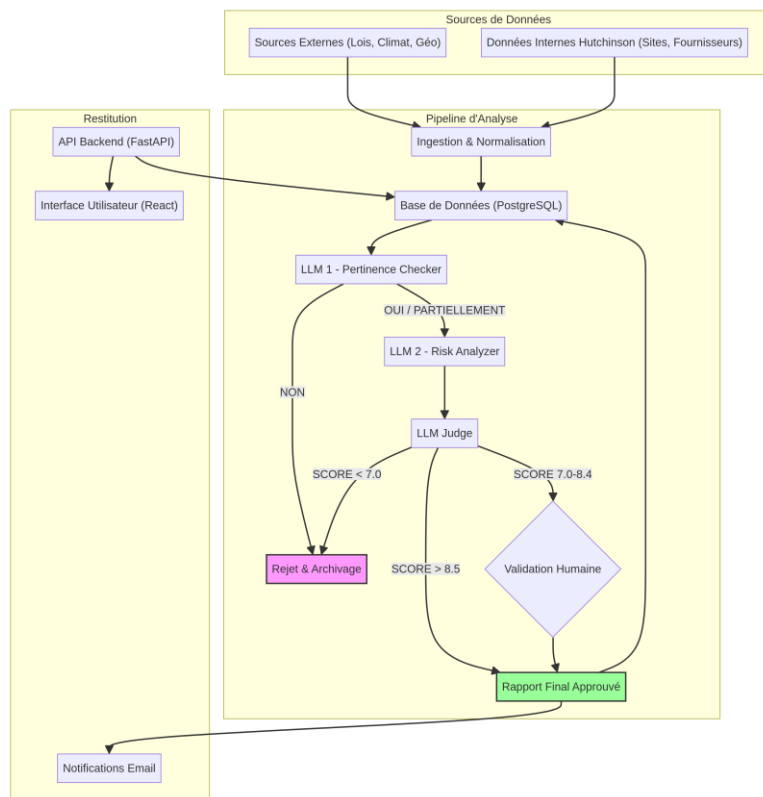 Sources de Données
Sources Externes (Lois, Climat, Géo)
Données Internes Hutchinson (Sites, Fournisseurs)
Restitution
Pipeline d'Analyse
API Backend (FastAPI)
Ingestion & Normalisation
Interface Utilisateur (React)
Base de Données (PostgreSQL)
LLM 1 - Pertinence Checker
OUI / PARTIELLEMENT
LLM 2 - Risk Analyzer
NON
LLM Judge
SCORE < 7.0
SCORE 7.0-8.4
Rejet & Archivage
SCORE > 8.5
Validation Humaine
Rapport Final Approuvé
Notifications Email